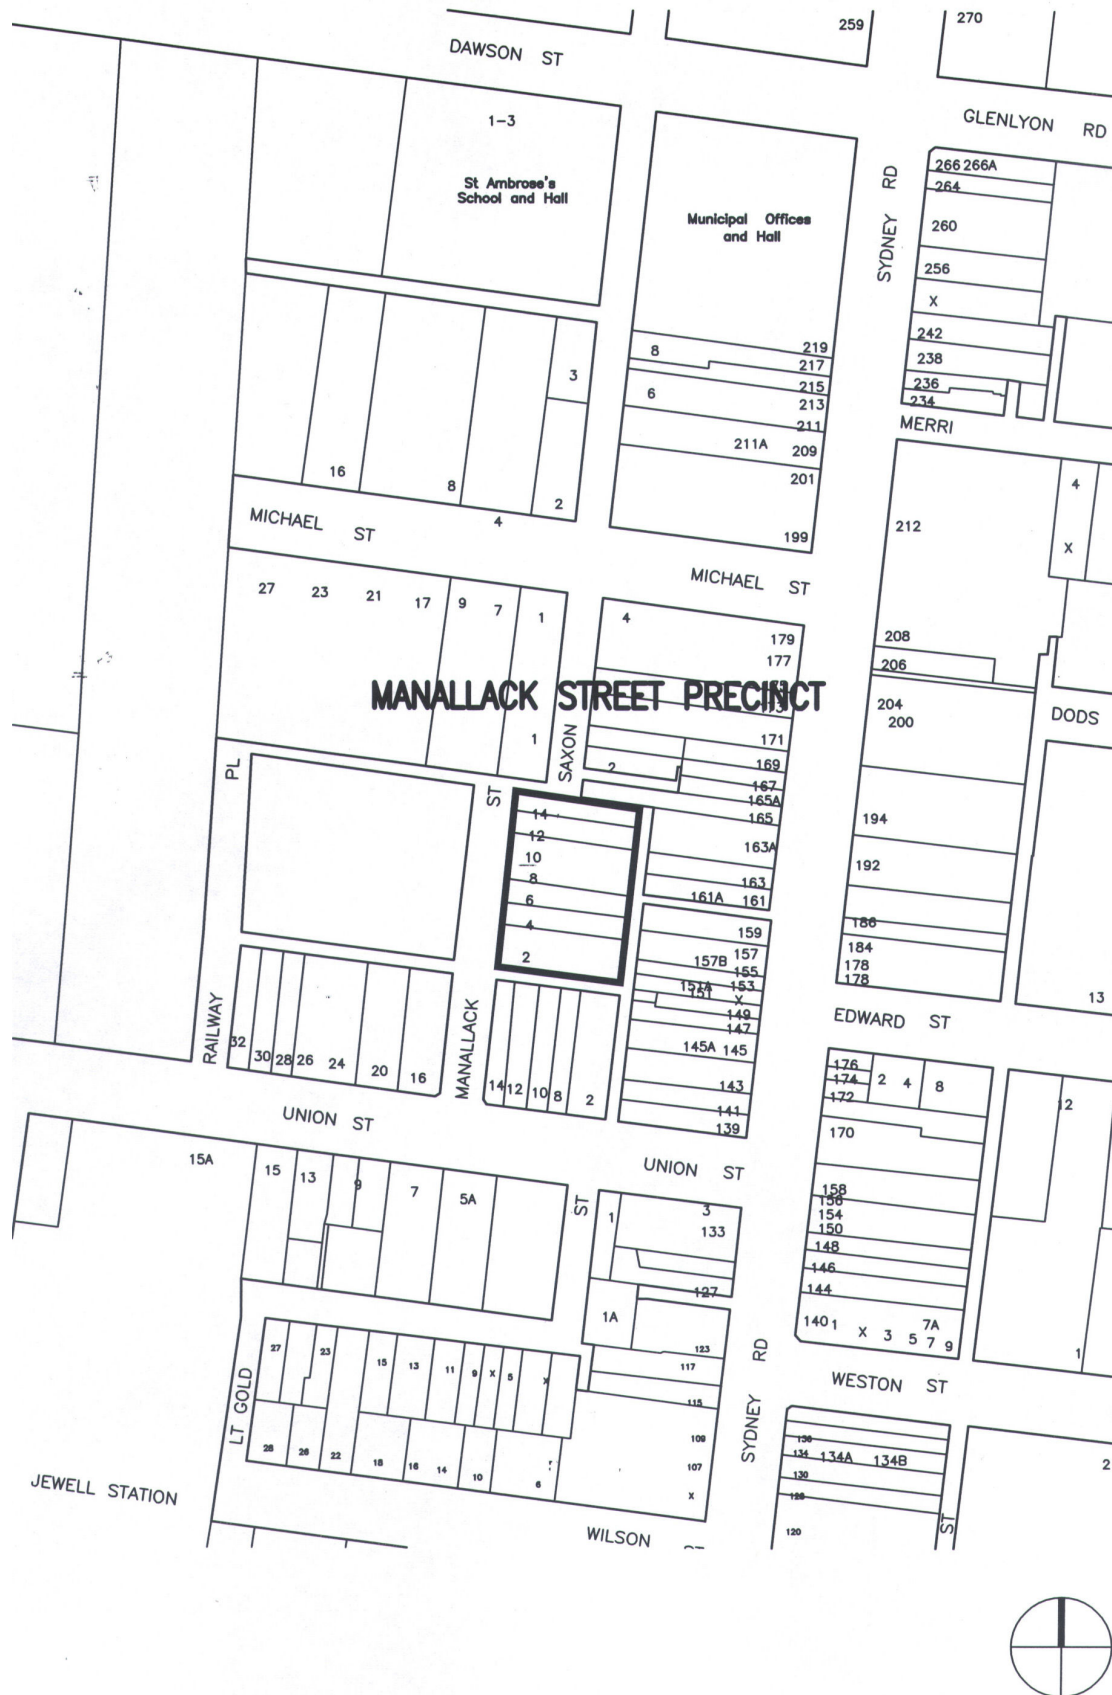 259
270
DAWSON ST
GLENLYON RD
1-3
St Ambrose's
School and Hall
Municipal Offices
and Hall
SYDNEY RD
266 266A
264
260
256
X
242
238
236
234
MERRI
219
8
217
215
6
213
211
211A
209
201
199
3
16
8
2
4
MICHAEL ST
4
X
212
208
206
204
200
DODS
194
192
186
184
178
178
13
EDWARD ST
MICHAEL ST
27
23
21
17
9
7
1
1
4
179
177
MANALLACK STREET PRECINCT
171
169
2
167
165A
165
163A
163
161A
161
SAXON
ST
PL
14
12
10
8
6
4
2
159
157
157B
155
151A
153
151
X
149
147
145A
145
143
141
139
RAILWAY
MANALLACK
32
30
28
26
24
20
16
14
12
10
8
2
UNION ST
UNION ST
176
174
172
2
4
8
12
170
158
156
154
150
148
146
144
140
1
X
3
5
7
7A
9
1
15A
15
13
9
7
5A
ST
1
3
133
127
1A
123
117
115
109
107
X
SYDNEY RD
WESTON ST
27
23
15
13
11
9
X
5
X
LT GOLD
28
26
22
18
16
14
10
6
136
134
134A
134B
130
128
120
2
ST
JEWELL STATION
WILSON